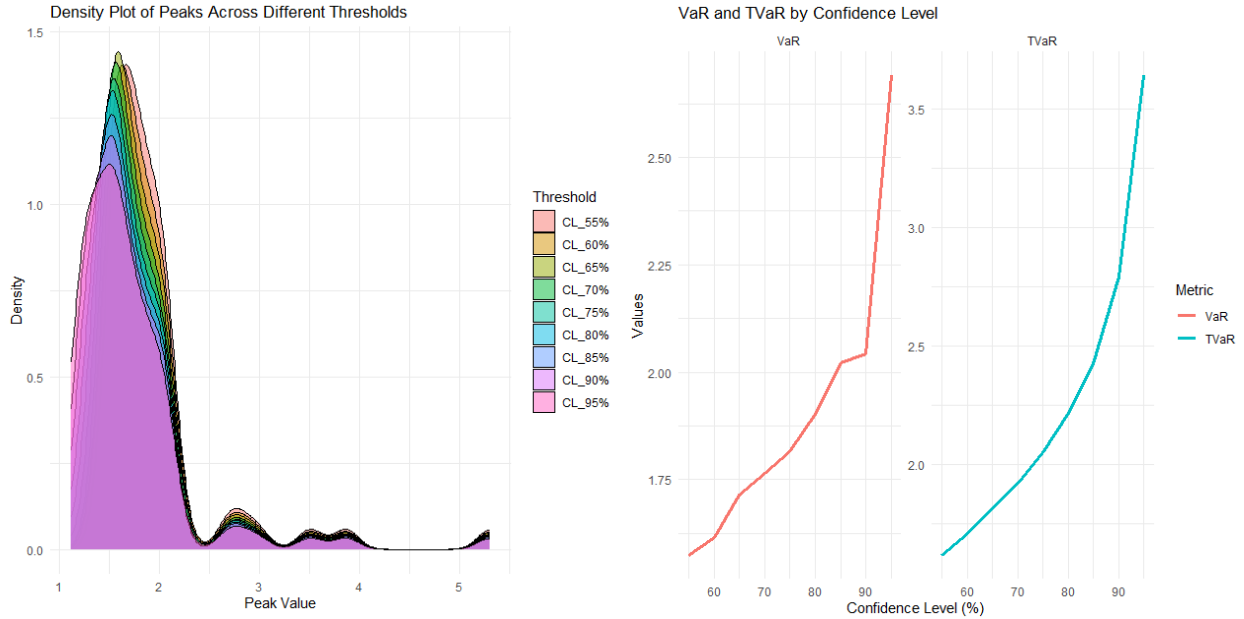 Density Plot of Peaks Across Different Thresholds
1.5
1.0
0.5
0.0
Density
1
2
3
4
5
Peak Value
Threshold
CL_55%
CL_60%
CL_65%
CL_70%
CL_75%
CL_80%
CL_85%
CL_90%
CL_95%
VaR and TVaR by Confidence Level
VaR
TVaR
Values
2.50
2.25
2.00
1.75
3.5
3.0
2.5
2.0
60
70
80
90
60
70
80
90
Confidence Level (%)
Metric
VaR
TVaR